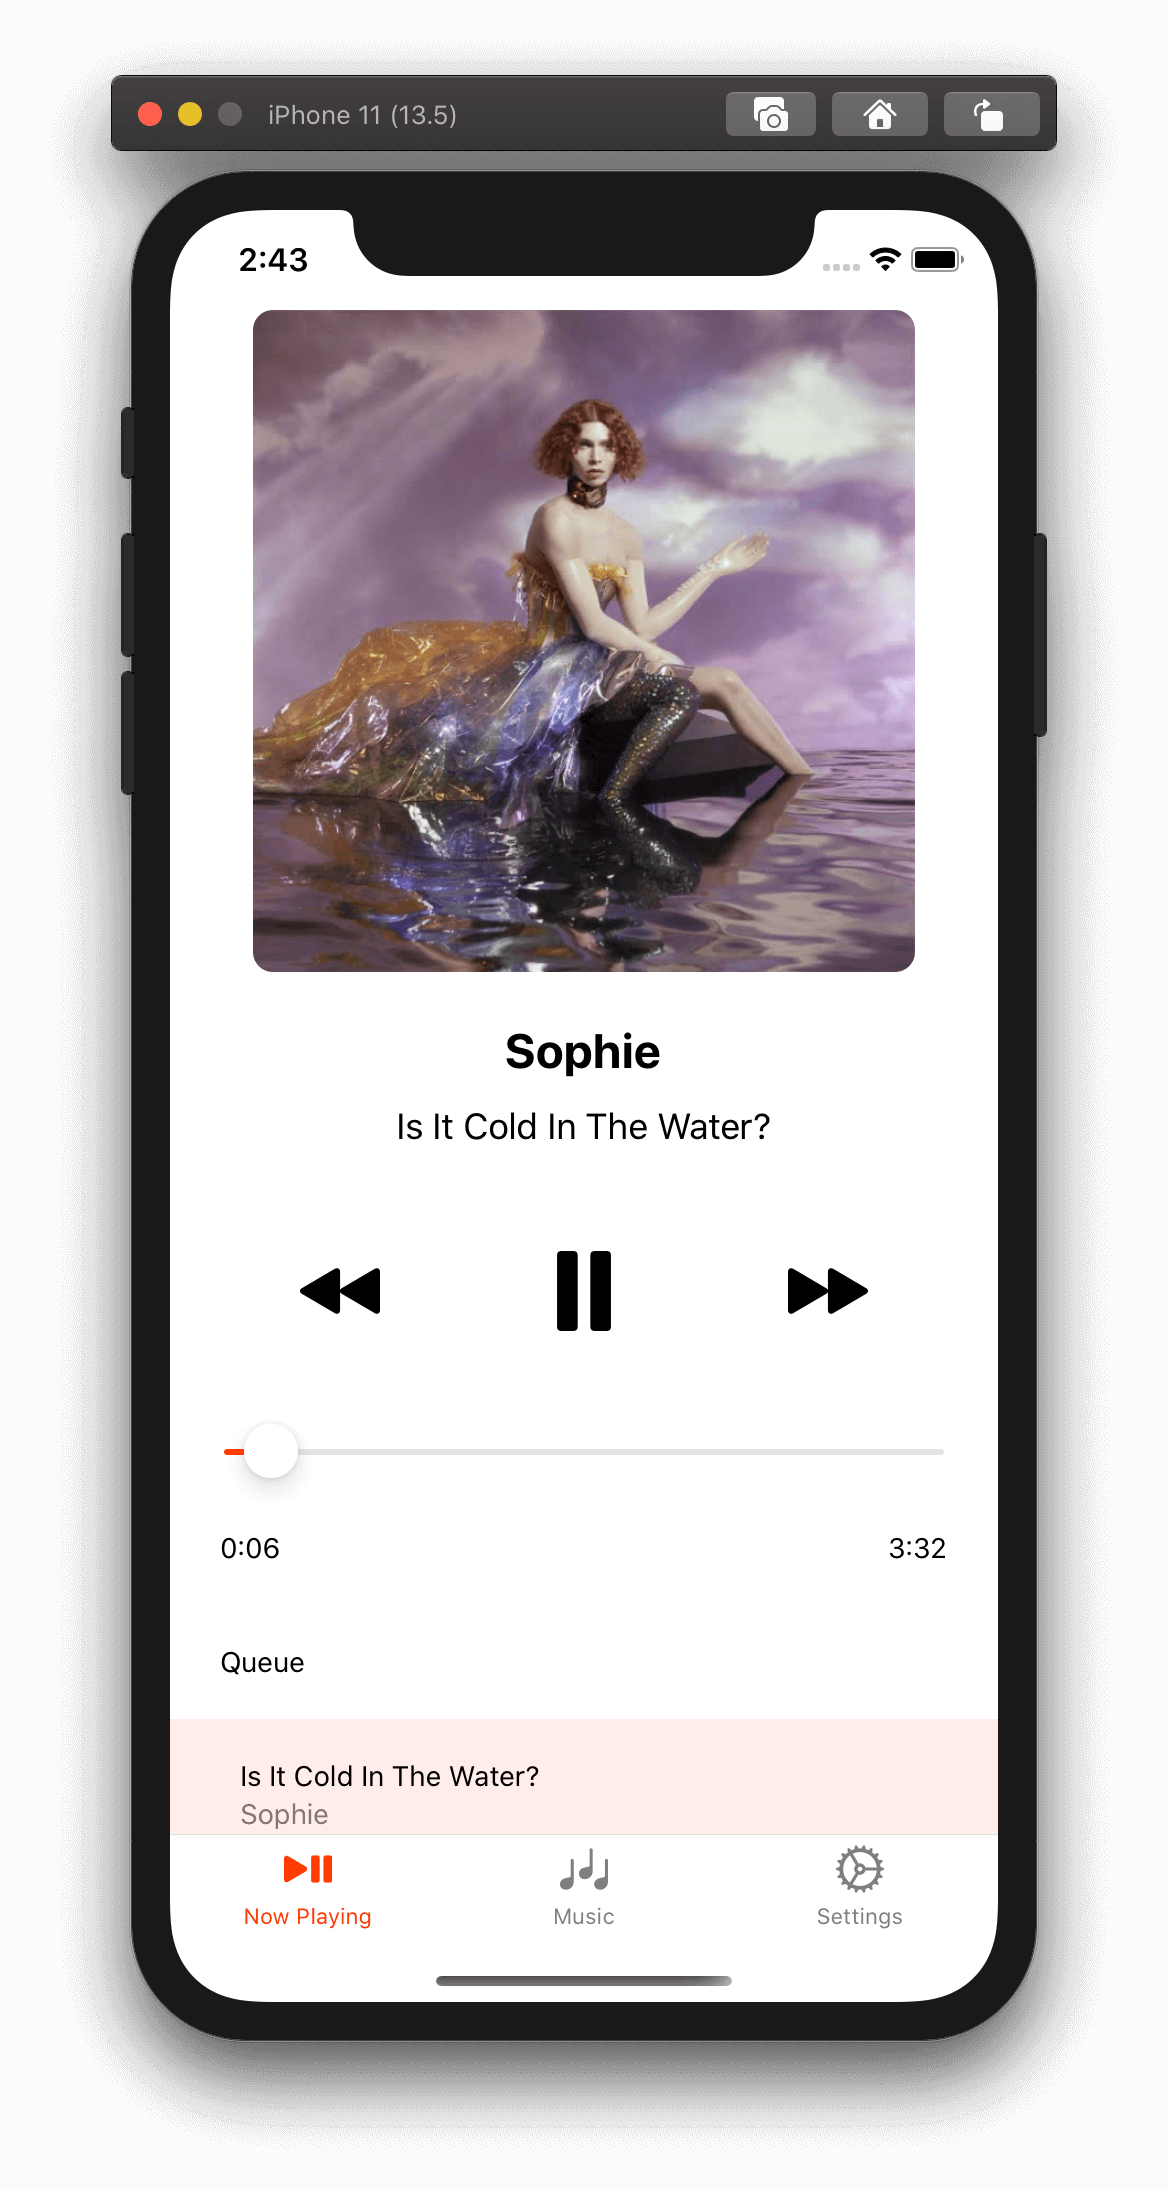 iPhone 11 (13.5)
2:43
Sophie
Is It Cold In The Water?
0:06
3:32
Queue
Is It Cold In The Water?
Sophie
Now Playing
Music
Settings